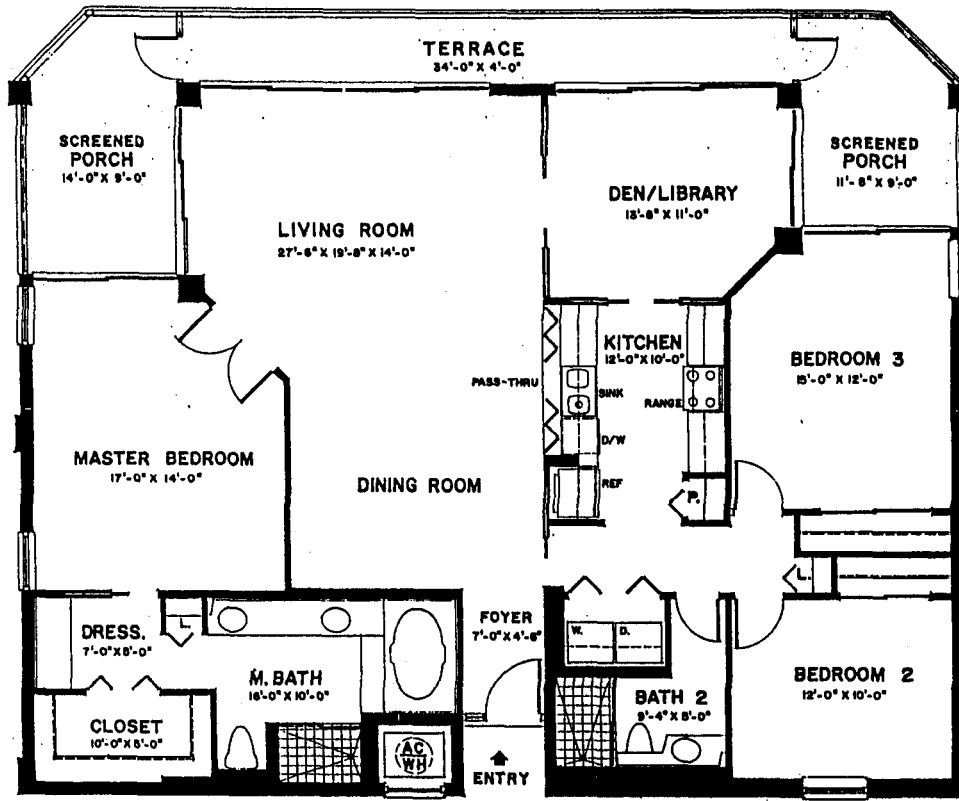 TERRACE
34'-0" X 4'-0"
SCREENED
PORCH
14'-0" X 9'-0"
SCREENED
PORCH
11'-8" X 9'-0"
DEN/LIBRARY
13'-8" X 11'-0"
LIVING ROOM
27'-6" X 19'-8" X 14'-0"
KITCHEN
12'-0" X 10'-0"
BEDROOM 3
15'-0" X 12'-0"
PASS-THRU
SINK
RANGE
D/W
REF
P.
MASTER BEDROOM
17'-0" X 14'-0"
DINING ROOM
L.
DRESS.
7'-0" X 5'-0"
L.
FOYER
7'-0" X 4'-6"
W.
D.
M. BATH
16'-0" X 10'-0"
BATH 2
9'-4" X 8'-0"
BEDROOM 2
12'-0" X 10'-0"
CLOSET
10'-0" X 5'-0"
AC
WH
ENTRY